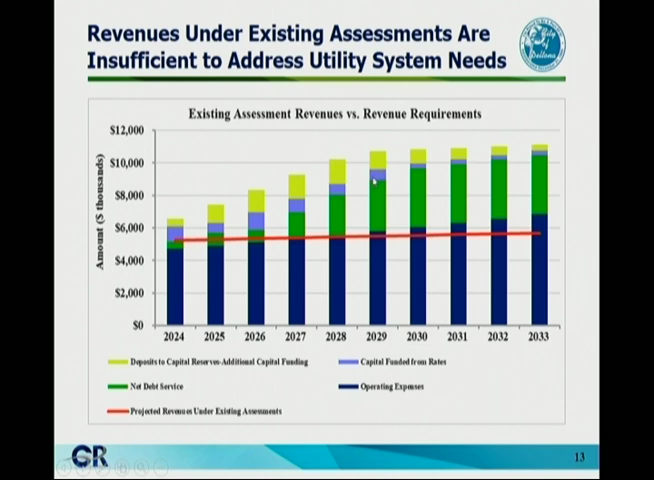 Revenues Under Existing Assessments Are
Insufficient to Address Utility System Needs
City
of
Deltona
Existing Assessment Revenues vs. Revenue Requirements
Amount ($ thousands)
$12,000
$10,000
$8,000
$6,000
$4,000
$2,000
$0
2024 2025 2026 2027 2028 2029 2030 2031 2032 2033
Deposits to Capital Reserves-Additional Capital Funding
Capital Funded from Rates
Net Debt Service
Operating Expenses
Projected Revenues Under Existing Assessments
GR
13